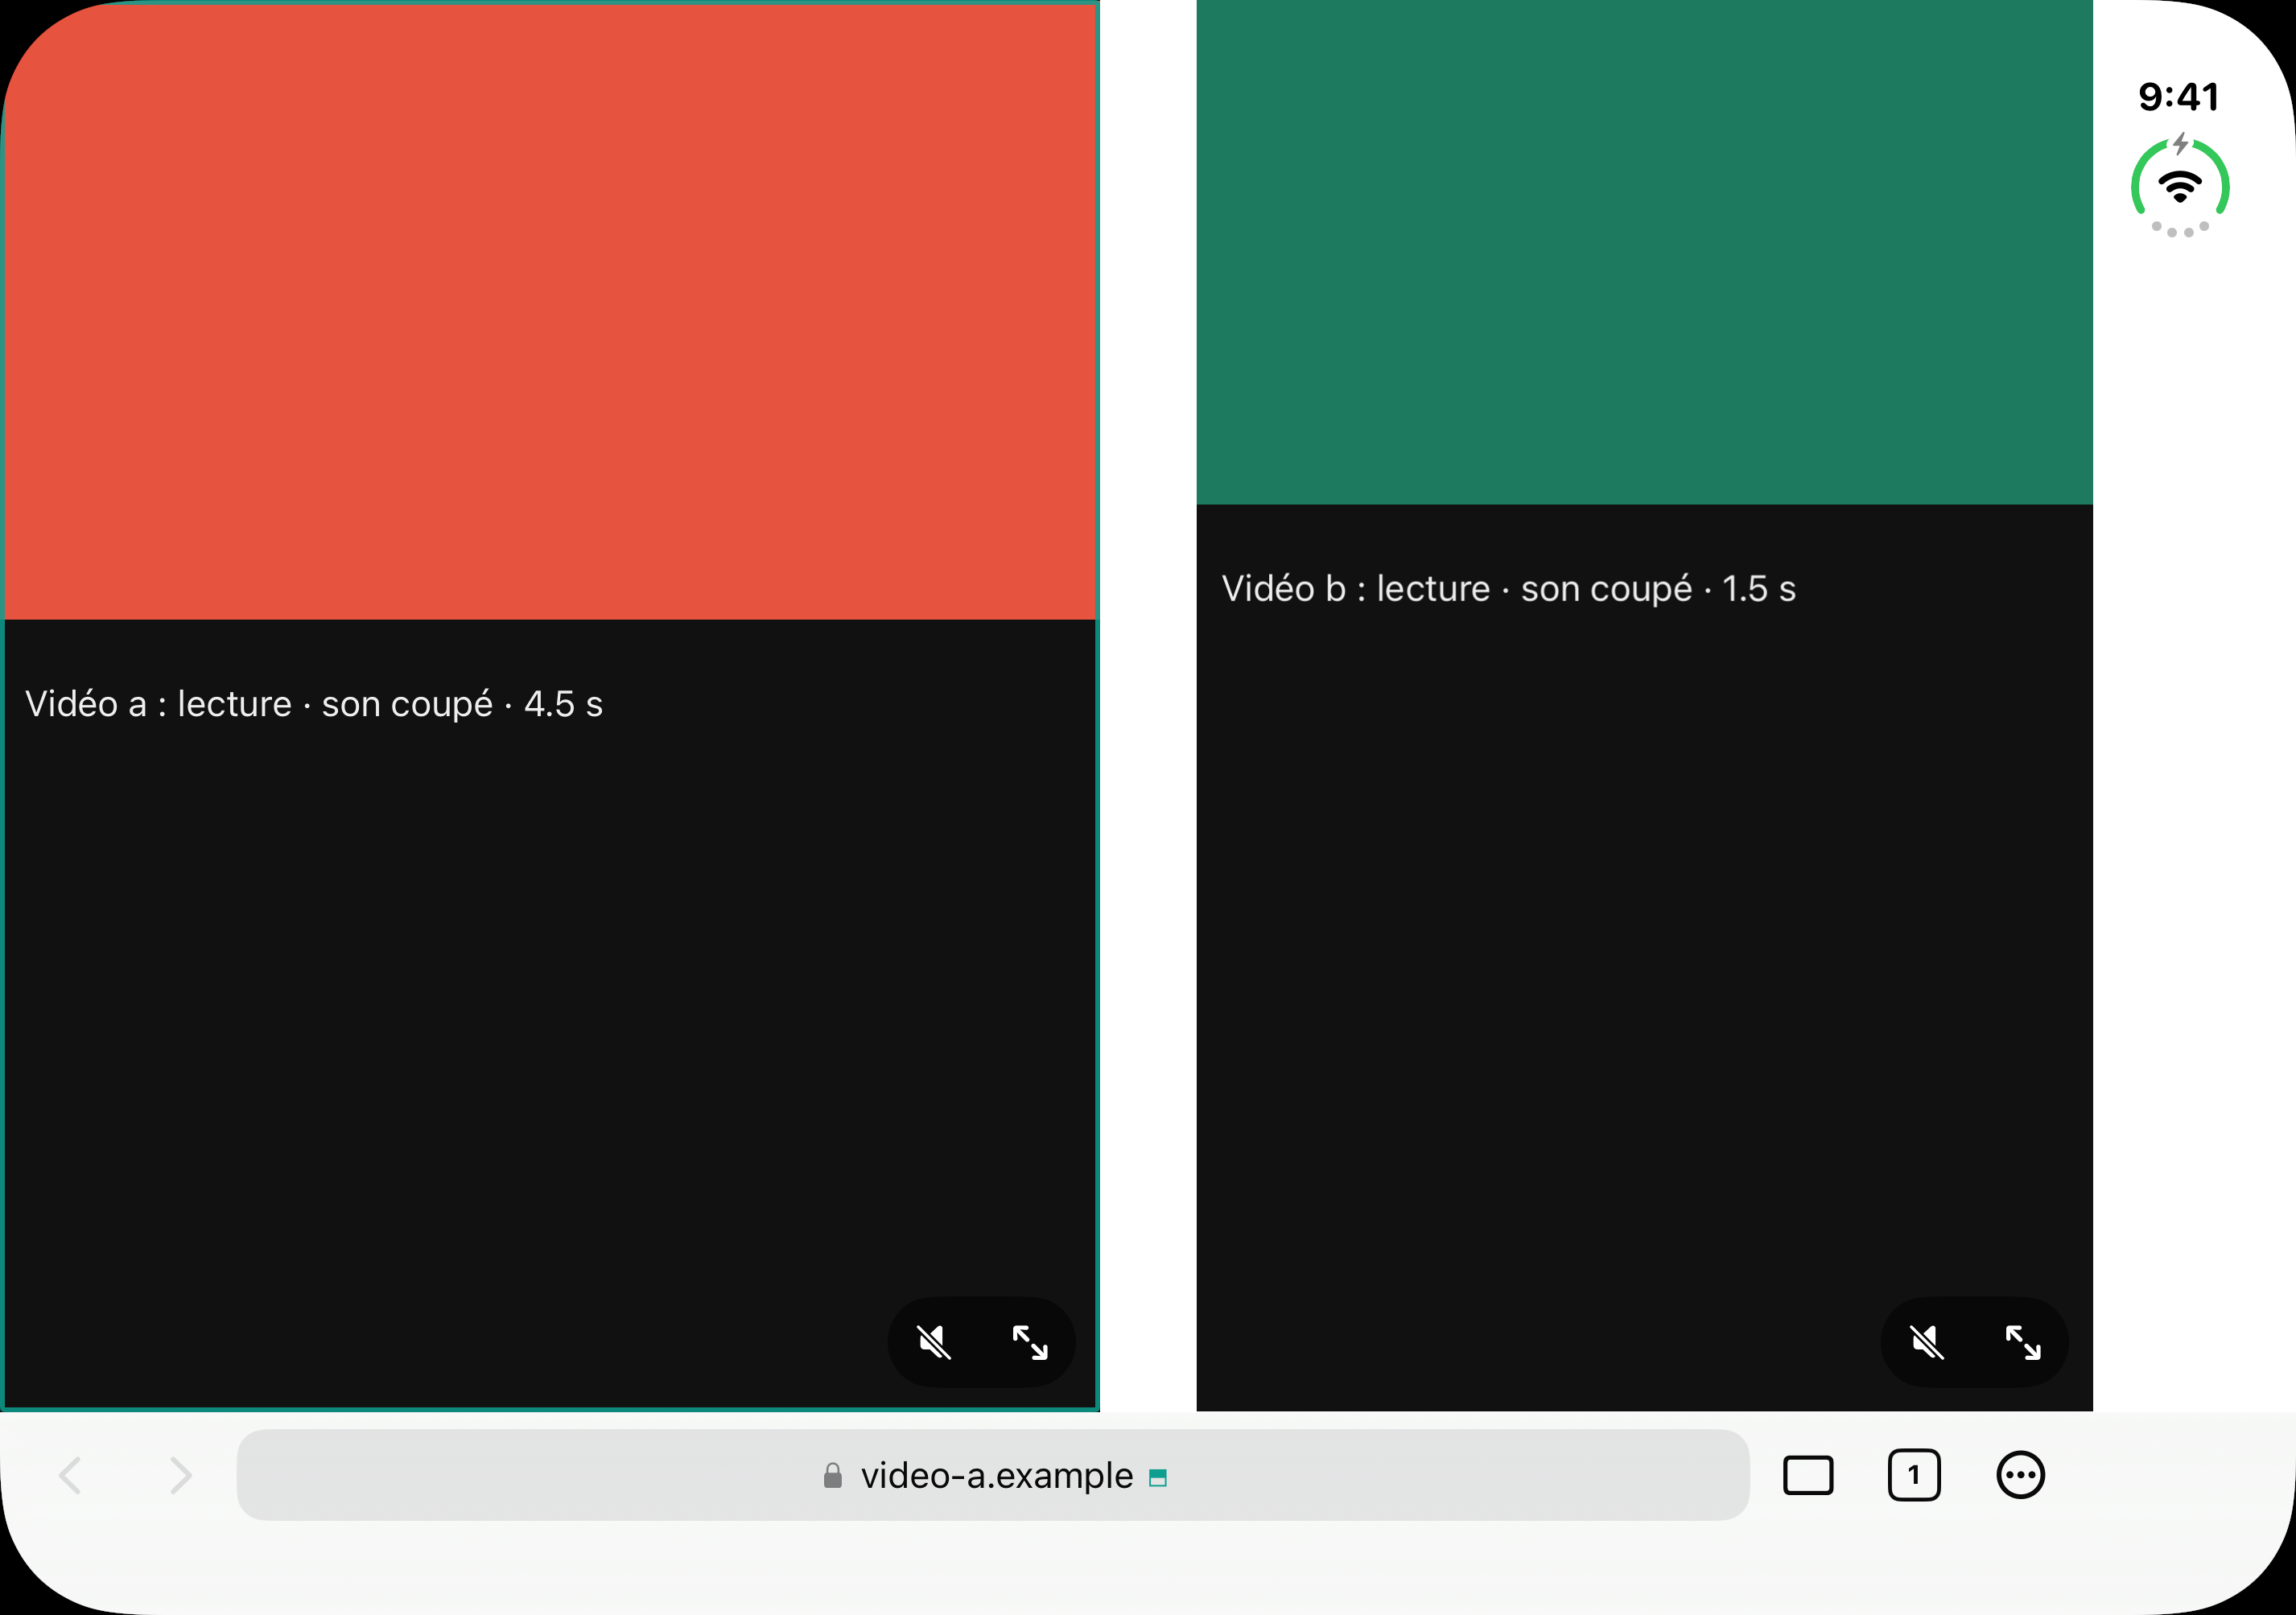 9:41
Vidéo b : lecture · son coupé · 1.5 s
Vidéo a : lecture · son coupé · 4.5 s
video-a.example
1